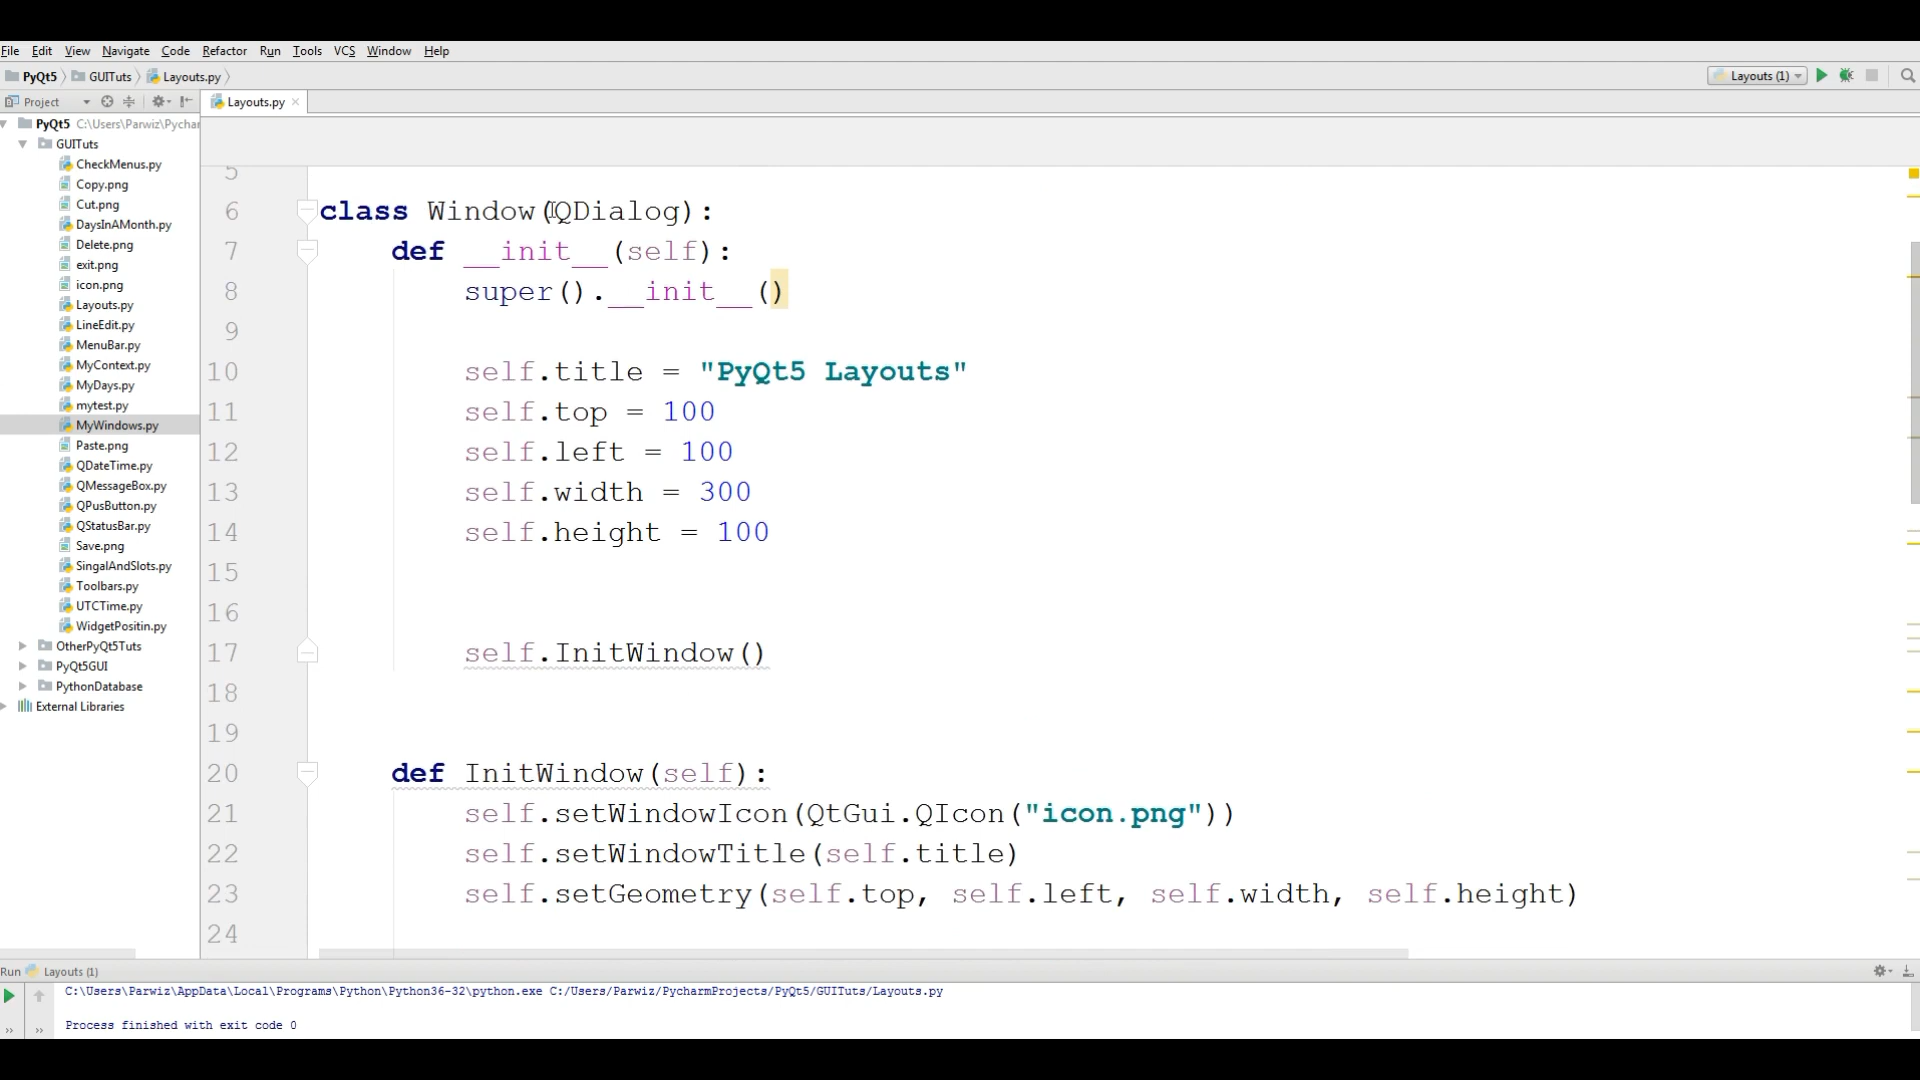 File Edit View Navigate Code Refactor Run Tools VCS Window Help
PyQt5 GUITuts Layouts.py
Layouts (1)
Project
Layouts.py
PyQt5 C:\Users\Parwiz\Pychar
GUITuts
CheckMenus.py
Copy.png
Cut.png
DaysInAMonth.py
Delete.png
exit.png
icon.png
Layouts.py
LineEdit.py
MenuBar.py
MyContext.py
MyDays.py
mytest.py
MyWindows.py
Paste.png
QDateTime.py
QMessageBox.py
QPusButton.py
QStatusBar.py
Save.png
SingalAndSlots.py
Toolbars.py
UTCTime.py
WidgetPositin.py
OtherPyQt5Tuts
PyQt5GUI
PythonDatabase
External Libraries
5
6 class Window(QDialog):
7 def __init__(self):
8 super().__init__()
9
10 self.title = "PyQt5 Layouts"
11 self.top = 100
12 self.left = 100
13 self.width = 300
14 self.height = 100
15
16
17 self.InitWindow()
18
19
20 def InitWindow(self):
21 self.setWindowIcon(QtGui.QIcon("icon.png"))
22 self.setWindowTitle(self.title)
23 self.setGeometry(self.top, self.left, self.width, self.height)
24
Run Layouts (1)
C:\Users\Parwiz\AppData\Local\Programs\Python\Python36-32\python.exe C:/Users/Parwiz/PycharmProjects/PyQt5/GUITuts/Layouts.py
Process finished with exit code 0